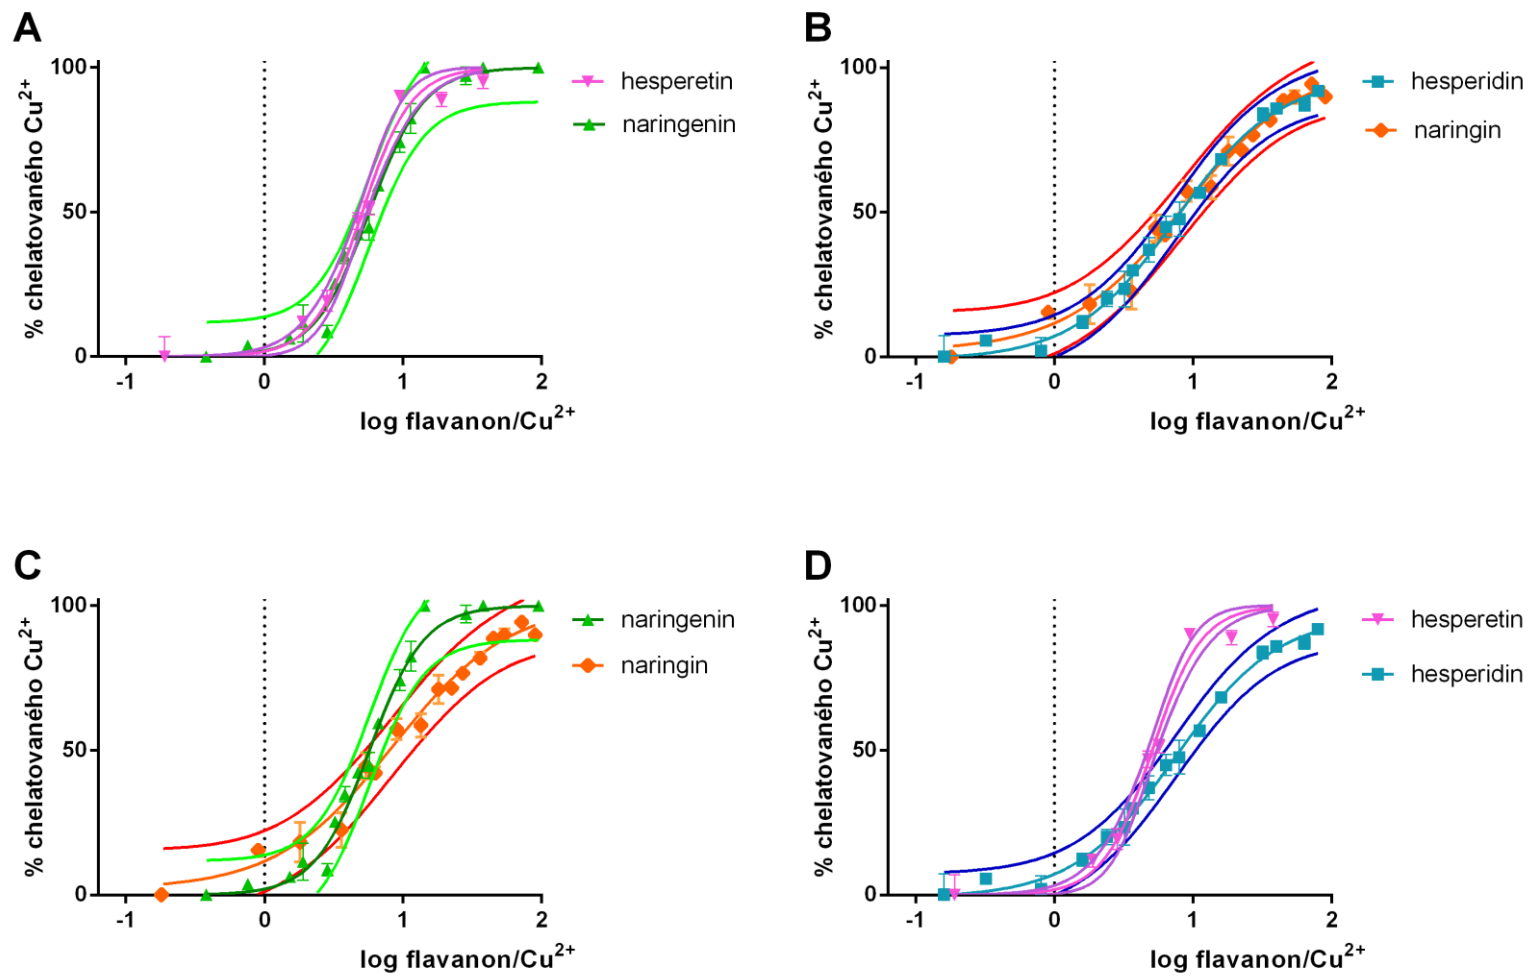 A
100
50
0
-1 0 1 2
% chelatovaného Cu²⁺
log flavanon/Cu²⁺
hesperetin
naringenin
B
100
50
0
-1 0 1 2
% chelatovaného Cu²⁺
log flavanon/Cu²⁺
hesperidin
naringin
C
100
50
0
-1 0 1 2
% chelatovaného Cu²⁺
log flavanon/Cu²⁺
naringenin
naringin
D
100
50
0
-1 0 1 2
% chelatovaného Cu²⁺
log flavanon/Cu²⁺
hesperetin
hesperidin